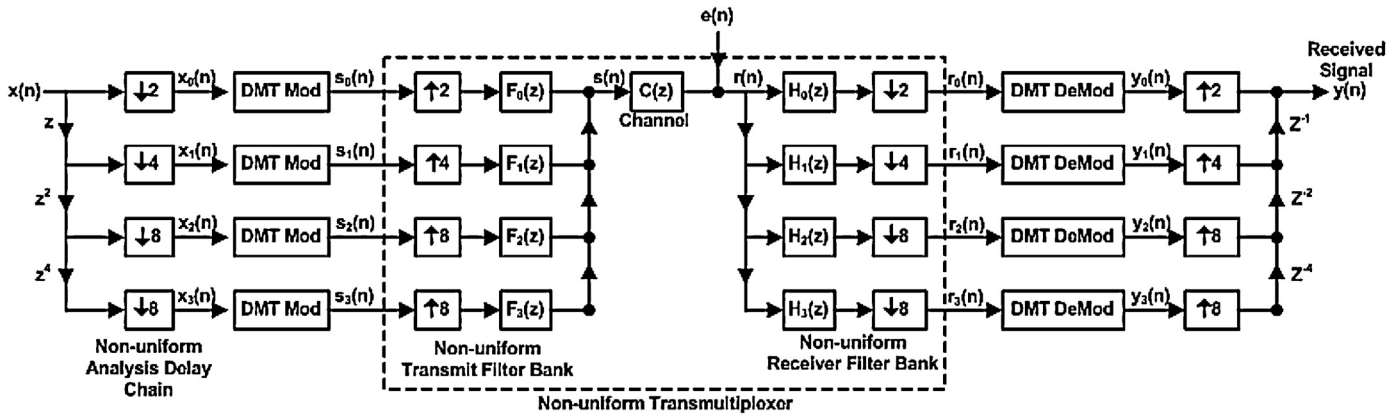 e(n)
Received
Signal
x(n) ↓2 x₀(n) DMT Mod s₀(n) ↑2 F₀(z) s(n) C(z) r(n) H₀(z) ↓2 r₀(n) DMT DeMod y₀(n) ↑2 y(n)
Channel
z Z⁻¹
↓4 x₁(n) DMT Mod s₁(n) ↑4 F₁(z) H₁(z) ↓4 r₁(n) DMT DeMod y₁(n) ↑4
z² Z⁻²
↓8 x₂(n) DMT Mod s₂(n) ↑8 F₂(z) H₂(z) ↓8 r₂(n) DMT DeMod y₂(n) ↑8
z⁴ Z⁻⁴
↓8 x₃(n) DMT Mod s₃(n) ↑8 F₃(z) H₃(z) ↓8 r₃(n) DMT DeMod y₃(n) ↑8
Non-uniform
Analysis Delay
Chain
Non-uniform
Transmit Filter Bank
Non-uniform
Receiver Filter Bank
Non-uniform Transmultiplexer